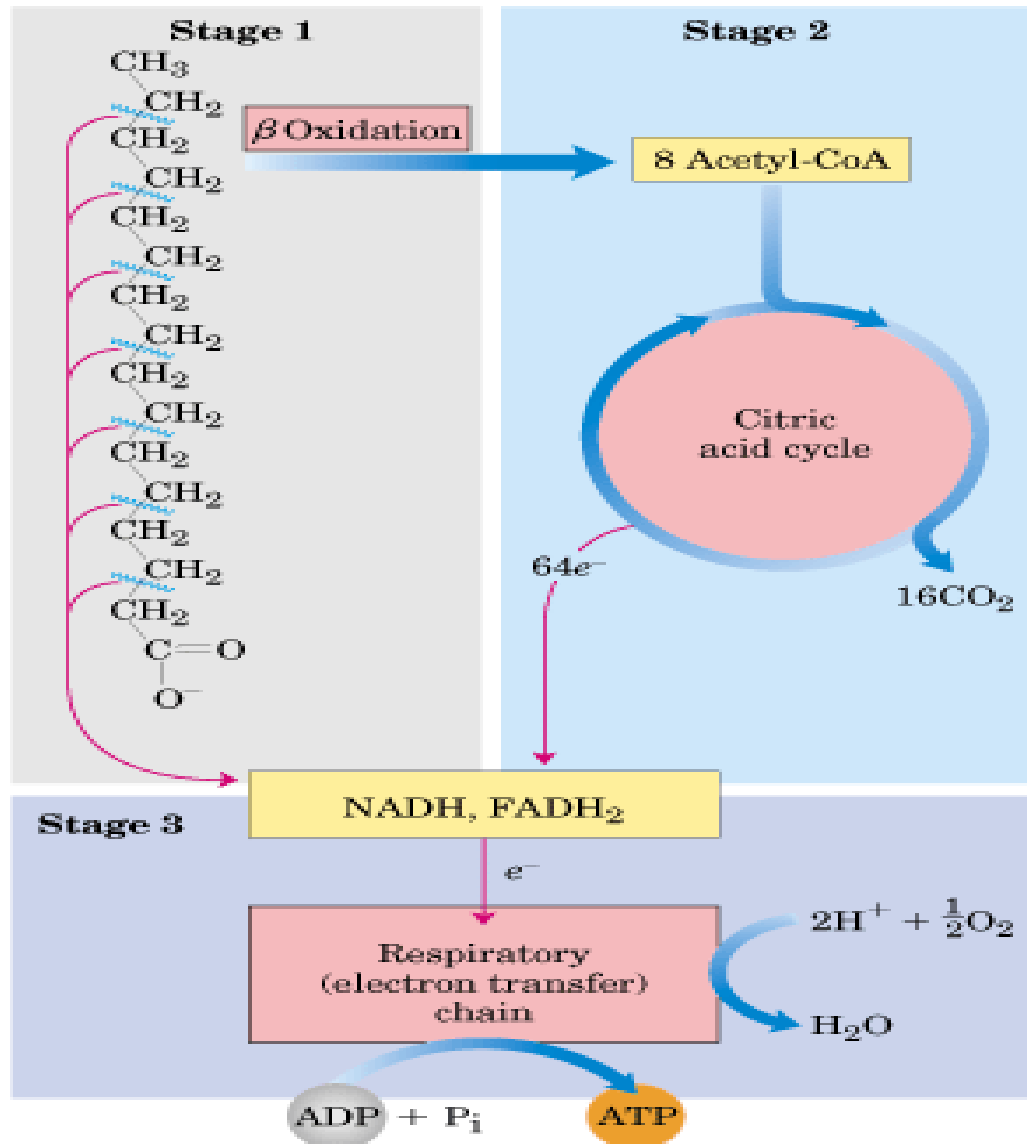 Stage 1
CH3
CH2
CH2
CH2
CH2
CH2
CH2
CH2
CH2
CH2
CH2
CH2
CH2
CH2
CH2
C=O
O−
β Oxidation
Stage 2
8 Acetyl-CoA
Citric
acid cycle
64e−
16CO2
Stage 3
NADH, FADH2
e−
Respiratory
(electron transfer)
chain
2H+ + 1/2O2
H2O
ADP + Pi
ATP